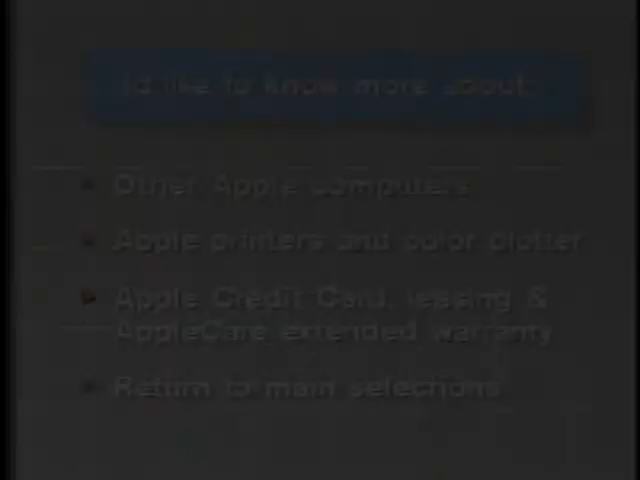 I'd like to know more about:
Other Apple computers
Apple printers and color plotter
Apple Credit Card, leasing &
AppleCare extended warranty
Return to main selections